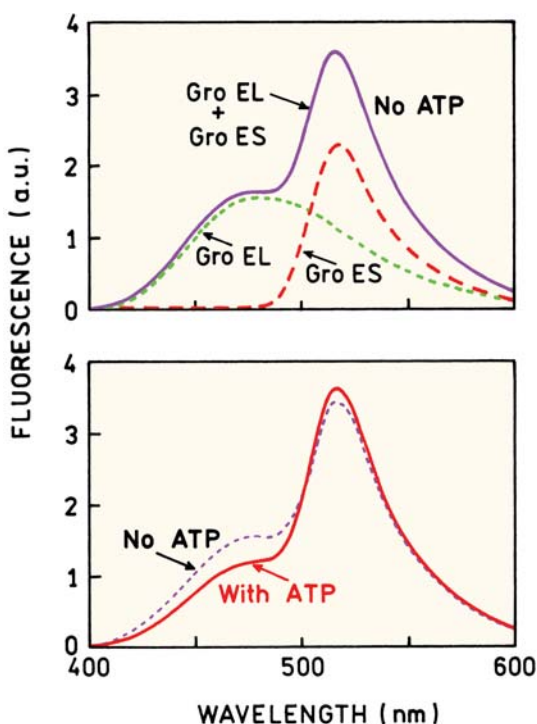 FLUORESCENCE (a.u.)
4
3
2
1
0
Gro EL
+
Gro ES
No ATP
Gro EL
Gro ES
4
3
2
1
0
No ATP
With ATP
400
500
600
WAVELENGTH (nm)